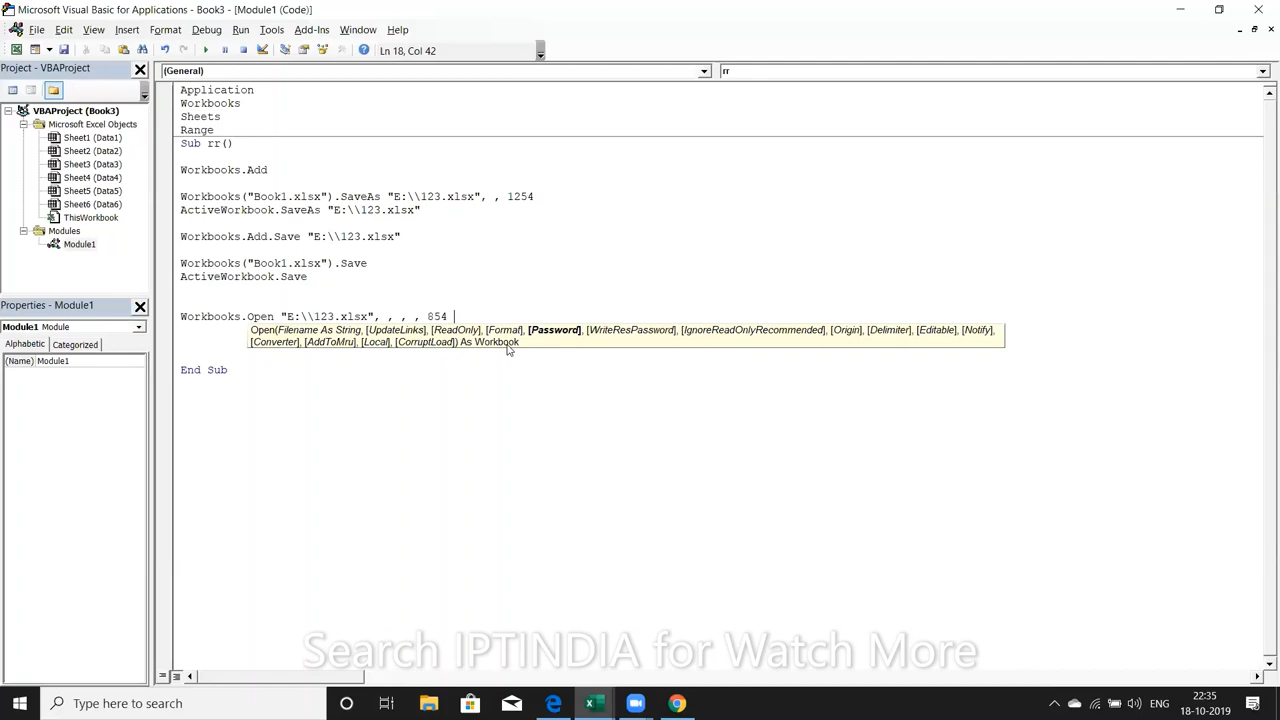 Microsoft Visual Basic for Applications - Book3 - [Module1 (Code)]
File Edit View Insert Format Debug Run Tools Add-Ins Window Help
Ln 18, Col 42
Project - VBAProject
(General)
rr
VBAProject (Book3)
Microsoft Excel Objects
Sheet1 (Data1)
Sheet2 (Data2)
Sheet3 (Data3)
Sheet4 (Data4)
Sheet5 (Data5)
Sheet6 (Data6)
ThisWorkbook
Modules
Module1
Properties - Module1
Module1 Module
Alphabetic Categorized
(Name) Module1
Application
Workbooks
Sheets
Range
Sub rr()
Workbooks.Add
Workbooks("Book1.xlsx").SaveAs "E:\\123.xlsx", , 1254
ActiveWorkbook.SaveAs "E:\\123.xlsx"
Workbooks.Add.Save "E:\\123.xlsx"
Workbooks("Book1.xlsx").Save
ActiveWorkbook.Save
Workbooks.Open "E:\\123.xlsx", , , , 854
Open(Filename As String, [UpdateLinks], [ReadOnly], [Format], [Password], [WriteResPassword], [IgnoreReadOnlyRecommended], [Origin], [Delimiter], [Editable], [Notify],
[Converter], [AddToMru], [Local], [CorruptLoad]) As Workbook
End Sub
Search IPTINDIA for Watch More
Type here to search
ENG
22:35
18-10-2019